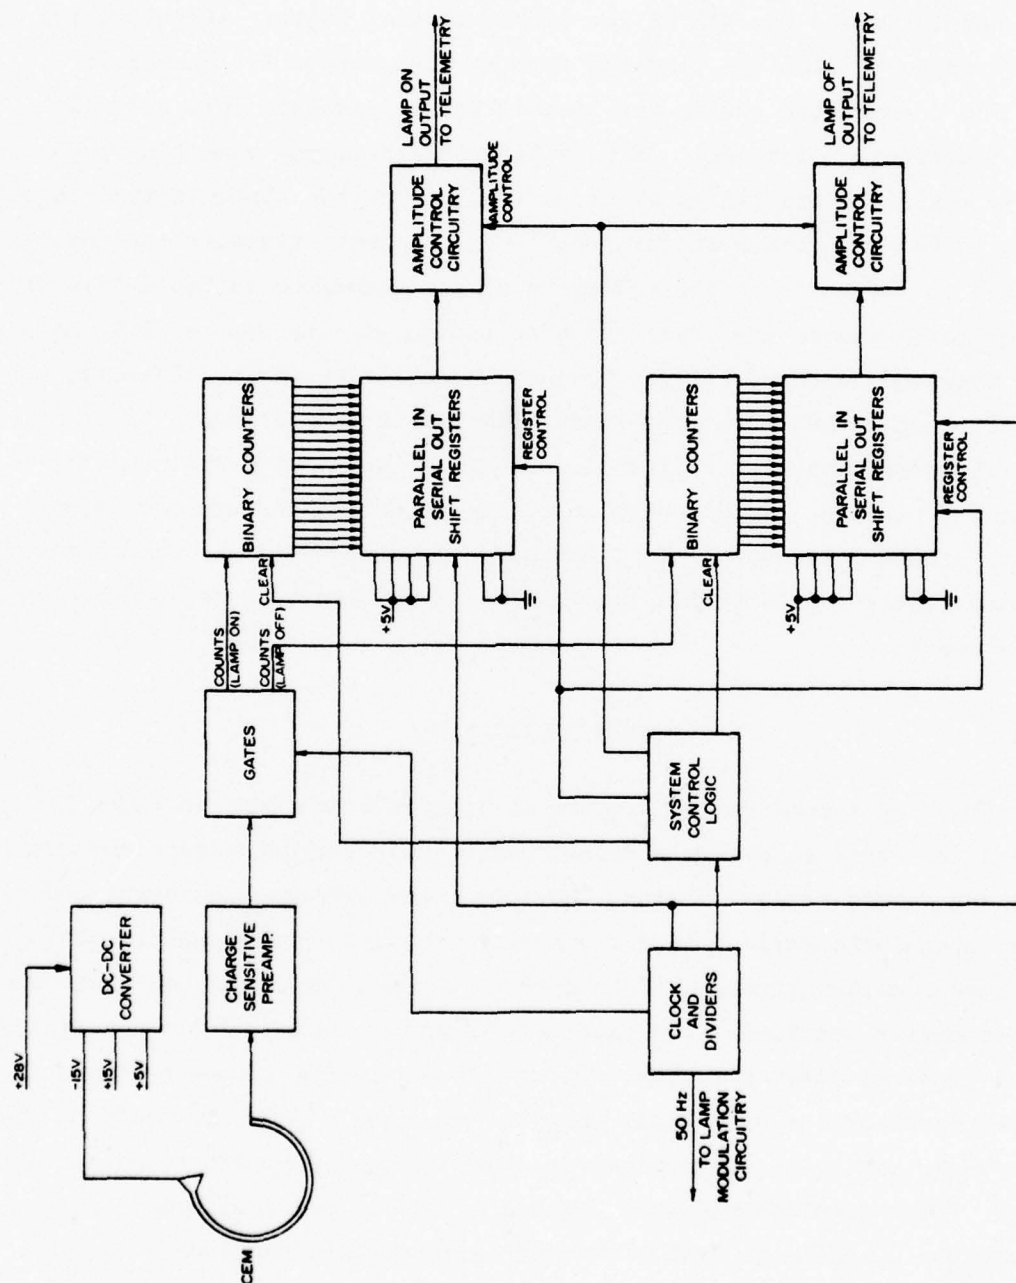 +28V
-15V
+15V
+5V
DC-DC
CONVERTER
CEM
CHARGE
SENSITIVE
PREAMP.
GATES
COUNTS
(LAMP ON)
COUNTS
(LAMP OFF)
CLEAR
BINARY COUNTERS
+5V
PARALLEL IN
SERIAL OUT
SHIFT REGISTERS
REGISTER
CONTROL
AMPLITUDE
CONTROL
CIRCUITRY
AMPLITUDE
CONTROL
LAMP ON
OUTPUT
TO TELEMETRY
50 Hz
TO LAMP
MODULATION
CIRCUITRY
CLOCK
AND
DIVIDERS
SYSTEM
CONTROL
LOGIC
CLEAR
BINARY COUNTERS
+5V
PARALLEL IN
SERIAL OUT
SHIFT REGISTERS
REGISTER
CONTROL
AMPLITUDE
CONTROL
CIRCUITRY
LAMP OFF
OUTPUT
TO TELEMETRY